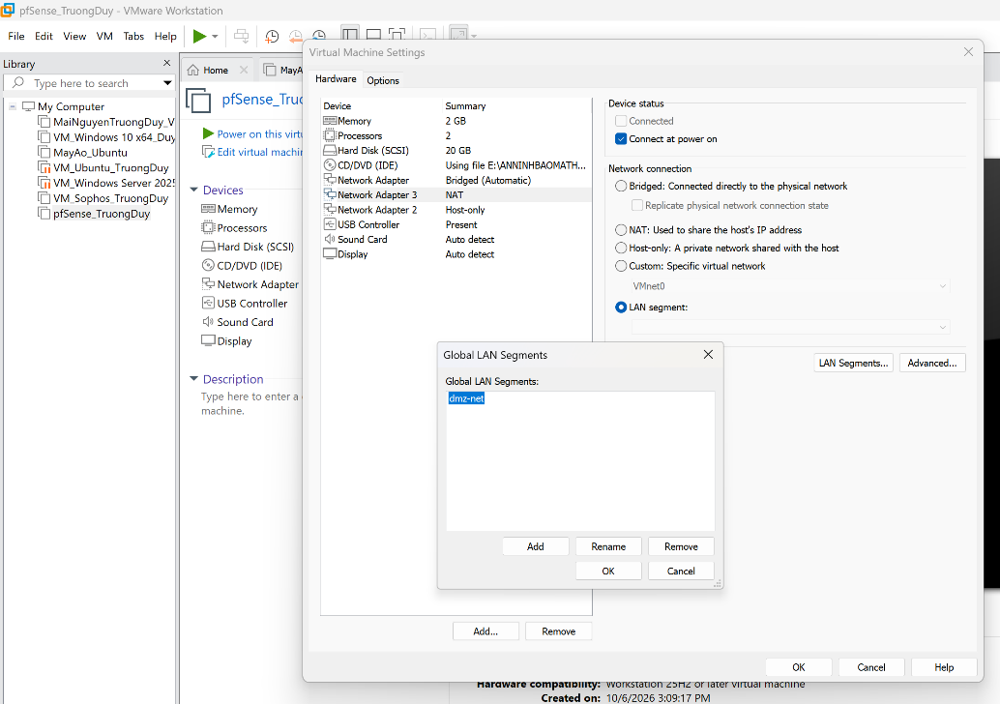 pfSense_TruongDuy - VMware Workstation
File Edit View VM Tabs Help
Library
Type here to search
My Computer
MaiNguyenTruongDuy_V
VM_Windows 10 x64_Duy
MayAo_Ubuntu
VM_Ubuntu_TruongDuy
VM_Windows Server 2025
VM_Sophos_TruongDuy
pfSense_TruongDuy
Home
MayA
pfSense_Truo
Power on this virtu
Edit virtual machin
Devices
Memory
Processors
Hard Disk (SCSI)
CD/DVD (IDE)
Network Adapter
USB Controller
Sound Card
Display
Description
Type here to enter a
machine.
Virtual Machine Settings
Hardware Options
Device Summary
Memory 2 GB
Processors 2
Hard Disk (SCSI) 20 GB
CD/DVD (IDE) Using file E:\ANNINHBAOMATH...
Network Adapter Bridged (Automatic)
Network Adapter 3 NAT
Network Adapter 2 Host-only
USB Controller Present
Sound Card Auto detect
Display Auto detect
Add... Remove
Device status
Connected
Connect at power on
Network connection
Bridged: Connected directly to the physical network
Replicate physical network connection state
NAT: Used to share the host's IP address
Host-only: A private network shared with the host
Custom: Specific virtual network
VMnet0
LAN segment:
LAN Segments... Advanced...
Global LAN Segments
Global LAN Segments:
dmz-net
Add Rename Remove
OK Cancel
OK Cancel Help
Hardware compatibility: Workstation 25H2 or later virtual machine
Created on: 10/6/2026 3:09:17 PM